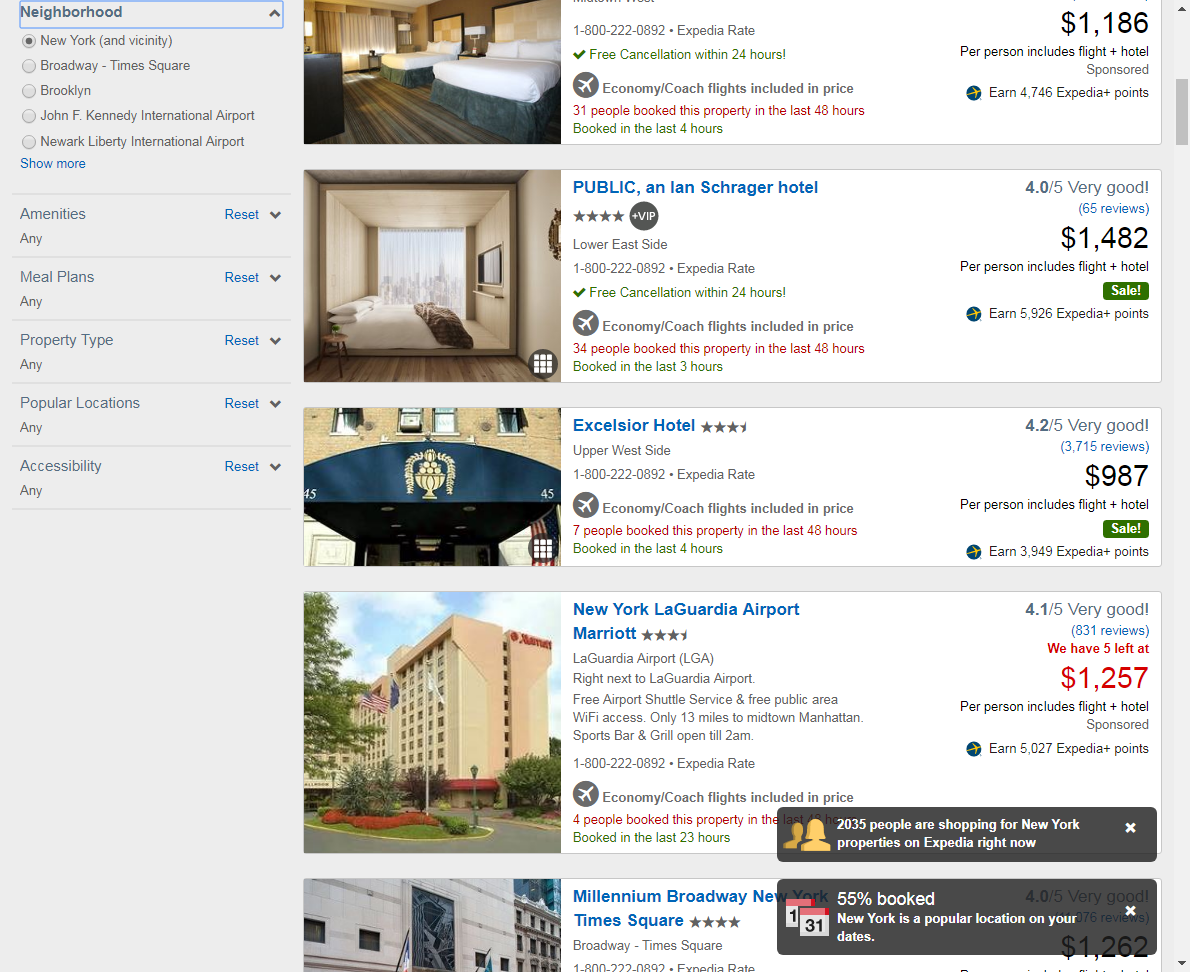 Neighborhood
New York (and vicinity)
Broadway - Times Square
Brooklyn
John F. Kennedy International Airport
Newark Liberty International Airport
Show more
Amenities Reset
Any
Meal Plans Reset
Any
Property Type Reset
Any
Popular Locations Reset
Any
Accessibility Reset
Any
Midtown West
1-800-222-0892 • Expedia Rate
Free Cancellation within 24 hours!
Economy/Coach flights included in price
31 people booked this property in the last 48 hours
Booked in the last 4 hours
$1,186
Per person includes flight + hotel
Sponsored
Earn 4,746 Expedia+ points
PUBLIC, an Ian Schrager hotel
+VIP
Lower East Side
1-800-222-0892 • Expedia Rate
Free Cancellation within 24 hours!
Economy/Coach flights included in price
34 people booked this property in the last 48 hours
Booked in the last 3 hours
4.0/5 Very good!
(65 reviews)
$1,482
Per person includes flight + hotel
Sale!
Earn 5,926 Expedia+ points
45
45
Excelsior Hotel
Upper West Side
1-800-222-0892 • Expedia Rate
Economy/Coach flights included in price
7 people booked this property in the last 48 hours
Booked in the last 4 hours
4.2/5 Very good!
(3,715 reviews)
$987
Per person includes flight + hotel
Sale!
Earn 3,949 Expedia+ points
Marriott
New York LaGuardia Airport
Marriott
LaGuardia Airport (LGA)
Right next to LaGuardia Airport.
Free Airport Shuttle Service & free public area
WiFi access. Only 13 miles to midtown Manhattan.
Sports Bar & Grill open till 2am.
1-800-222-0892 • Expedia Rate
Economy/Coach flights included in price
4 people booked this property in the last 48 hours
Booked in the last 23 hours
4.1/5 Very good!
(831 reviews)
We have 5 left at
$1,257
Per person includes flight + hotel
Sponsored
Earn 5,027 Expedia+ points
2035 people are shopping for New York
properties on Expedia right now
Millennium Broadway New York
Times Square
Broadway - Times Square
1-800-222-0892 • Expedia Rate
4.0/5 Very good!
reviews)
$1,262
Per person includes flight + hotel
1
31
55% booked
New York is a popular location on your
dates.